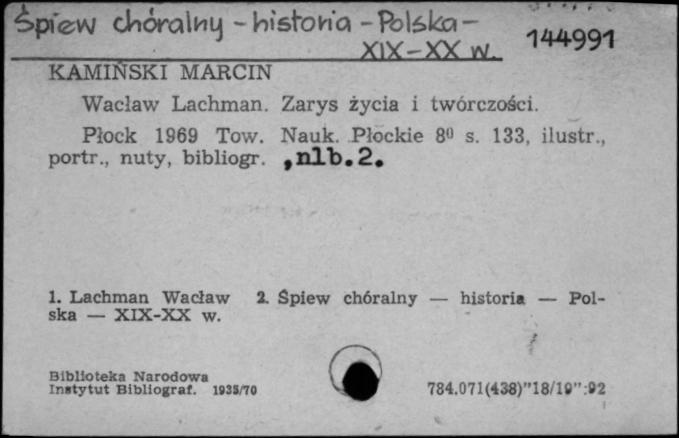 Śpiew chóralny - historia - Polska -
XIX-XX w. 144991
KAMIŃSKI MARCIN
Wacław Lachman. Zarys życia i twórczości.
Płock 1969 Tow. Nauk. Płockie 8⁰ s. 133, ilustr.,
portr., nuty, bibliogr. ,nlb.2.
1. Lachman Wacław 2. Śpiew chóralny — historia — Pol-
ska — XIX-XX w.
Biblioteka Narodowa
Instytut Bibliograf. 1935/70 784.071(438)"18/19":92